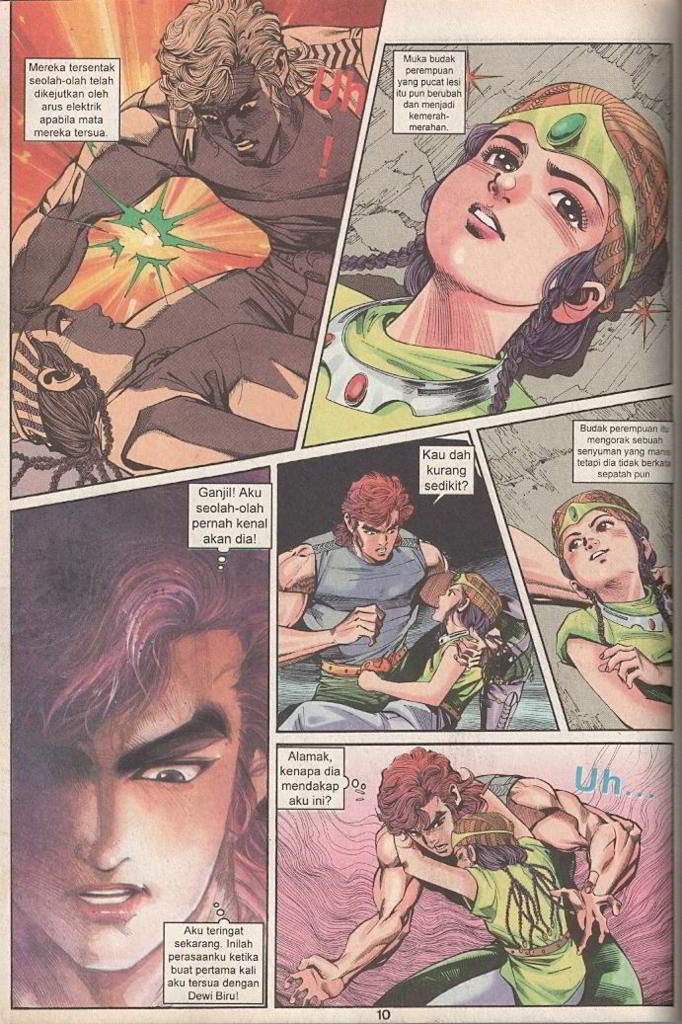 Mereka tersentak
seolah-olah telah
dikejutkan oleh
arus elektrik
apabila mata
mereka tersua.
Uh
!
Muka budak
perempuan
yang pucat lesi
itu pun berubah
dan menjadi
kemerah-
merahan.
Ganjil! Aku
seolah-olah
pernah kenal
akan dia!
Aku teringat
sekarang. Inilah
perasaanku ketika
buat pertama kali
aku tersua dengan
Dewi Biru!
Kau dah
kurang
sedikit?
Budak perempuan itu
mengorak sebuah
senyuman yang manis
tetapi dia tidak berkata
sepatah pun
Alamak,
kenapa dia
mendakap
aku ini?
Uh...
10